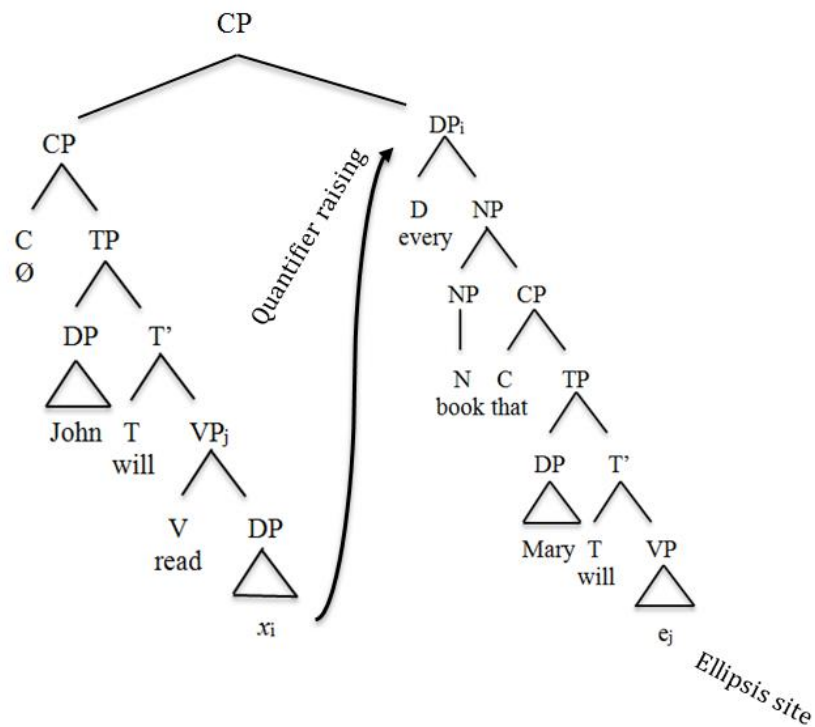 CP
CP DPᵢ
Quantifier raising
D NP
C TP every
Ø
NP CP
DP T’
N C TP
book that
John T VPⱼ
will
DP T’
V DP
read
Mary T VP
will
xᵢ eⱼ
Ellipsis site